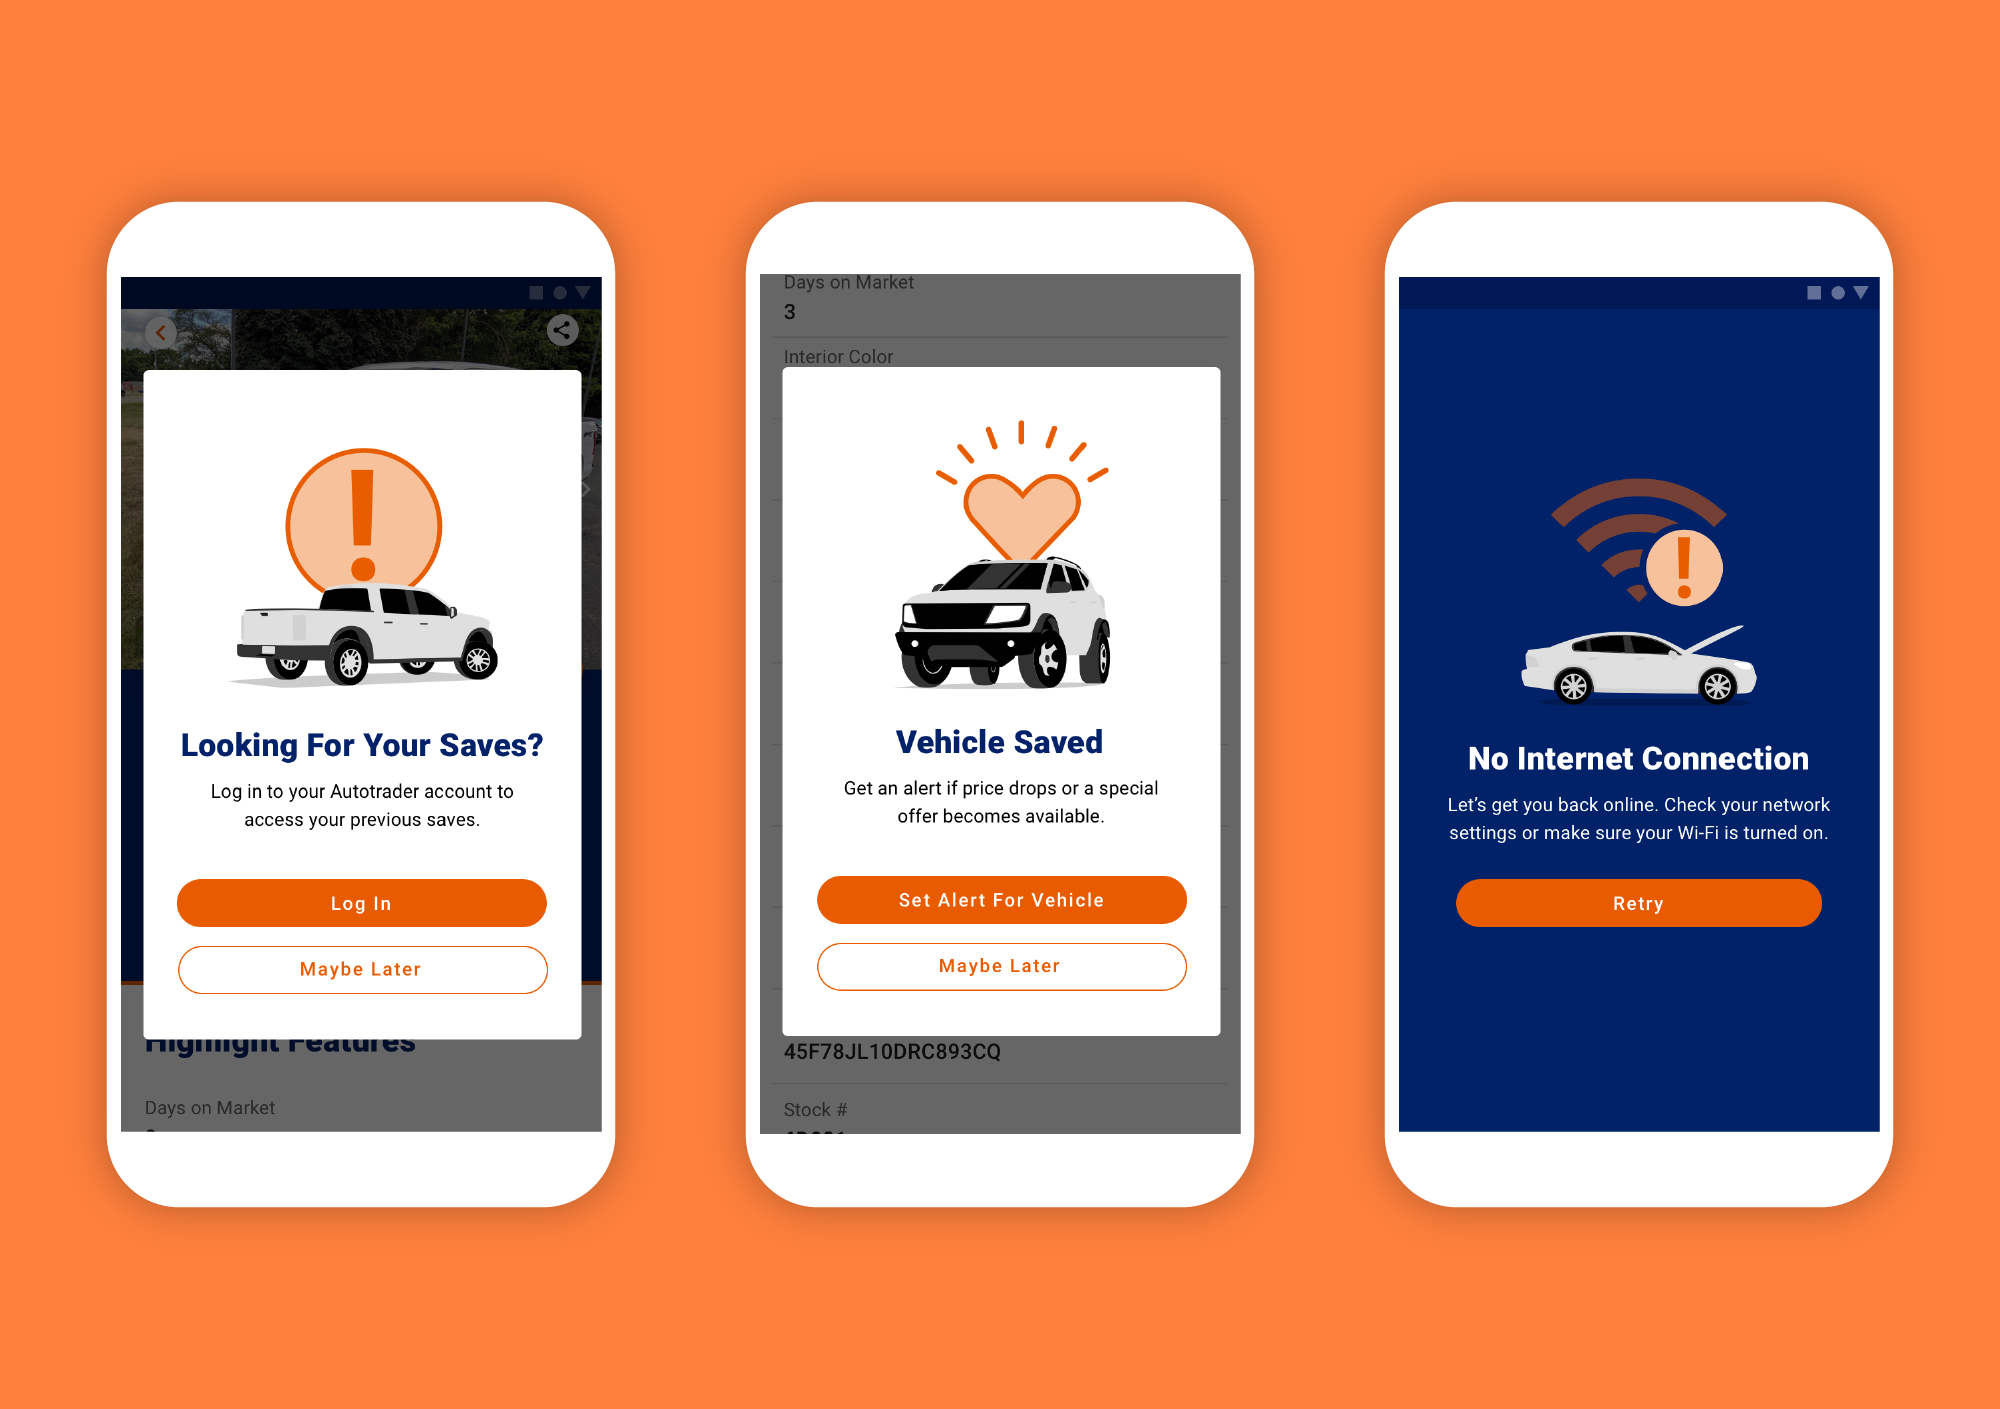 Looking For Your Saves?
Log in to your Autotrader account to
access your previous saves.
Log In
Maybe Later
Highlight Features
Days on Market
Days on Market
3
Interior Color
Vehicle Saved
Get an alert if price drops or a special
offer becomes available.
Set Alert For Vehicle
Maybe Later
45F78JL10DRC893CQ
Stock #
No Internet Connection
Let’s get you back online. Check your network
settings or make sure your Wi-Fi is turned on.
Retry